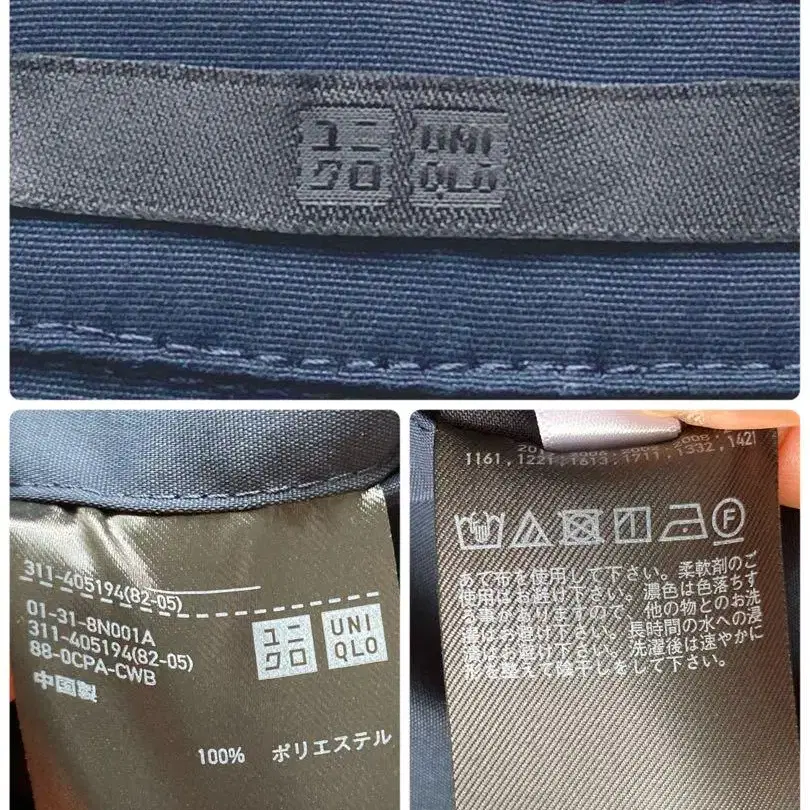 ユニ
クロ
UNI
QLO
311-405194(82-05)
01-31-8N001A
311-405194(82-05)
88-0CPA-CWB
中国製
ユニ
クロ
UNI
QLO
100% ポリエステル
1161,1221,1613,1711,1332,1421
F
あて布を使用して下さい。柔軟剤のご
使用はお避け下さい。濃色は色落ちす
る事がありますので、他の物とのお洗
濯はお避け下さい。長時間の水への浸
漬はお避け下さい。洗濯後は速やかに
形を整えて陰干しをして下さい。